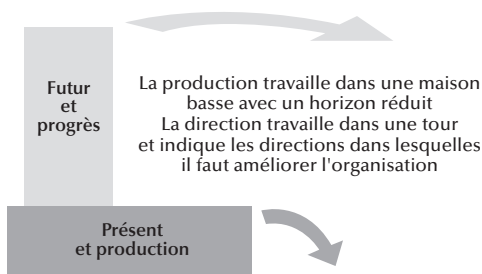 Futur
et
progrès
La production travaille dans une maison
basse avec un horizon réduit
La direction travaille dans une tour
et indique les directions dans lesquelles
il faut améliorer l'organisation
Présent
et production